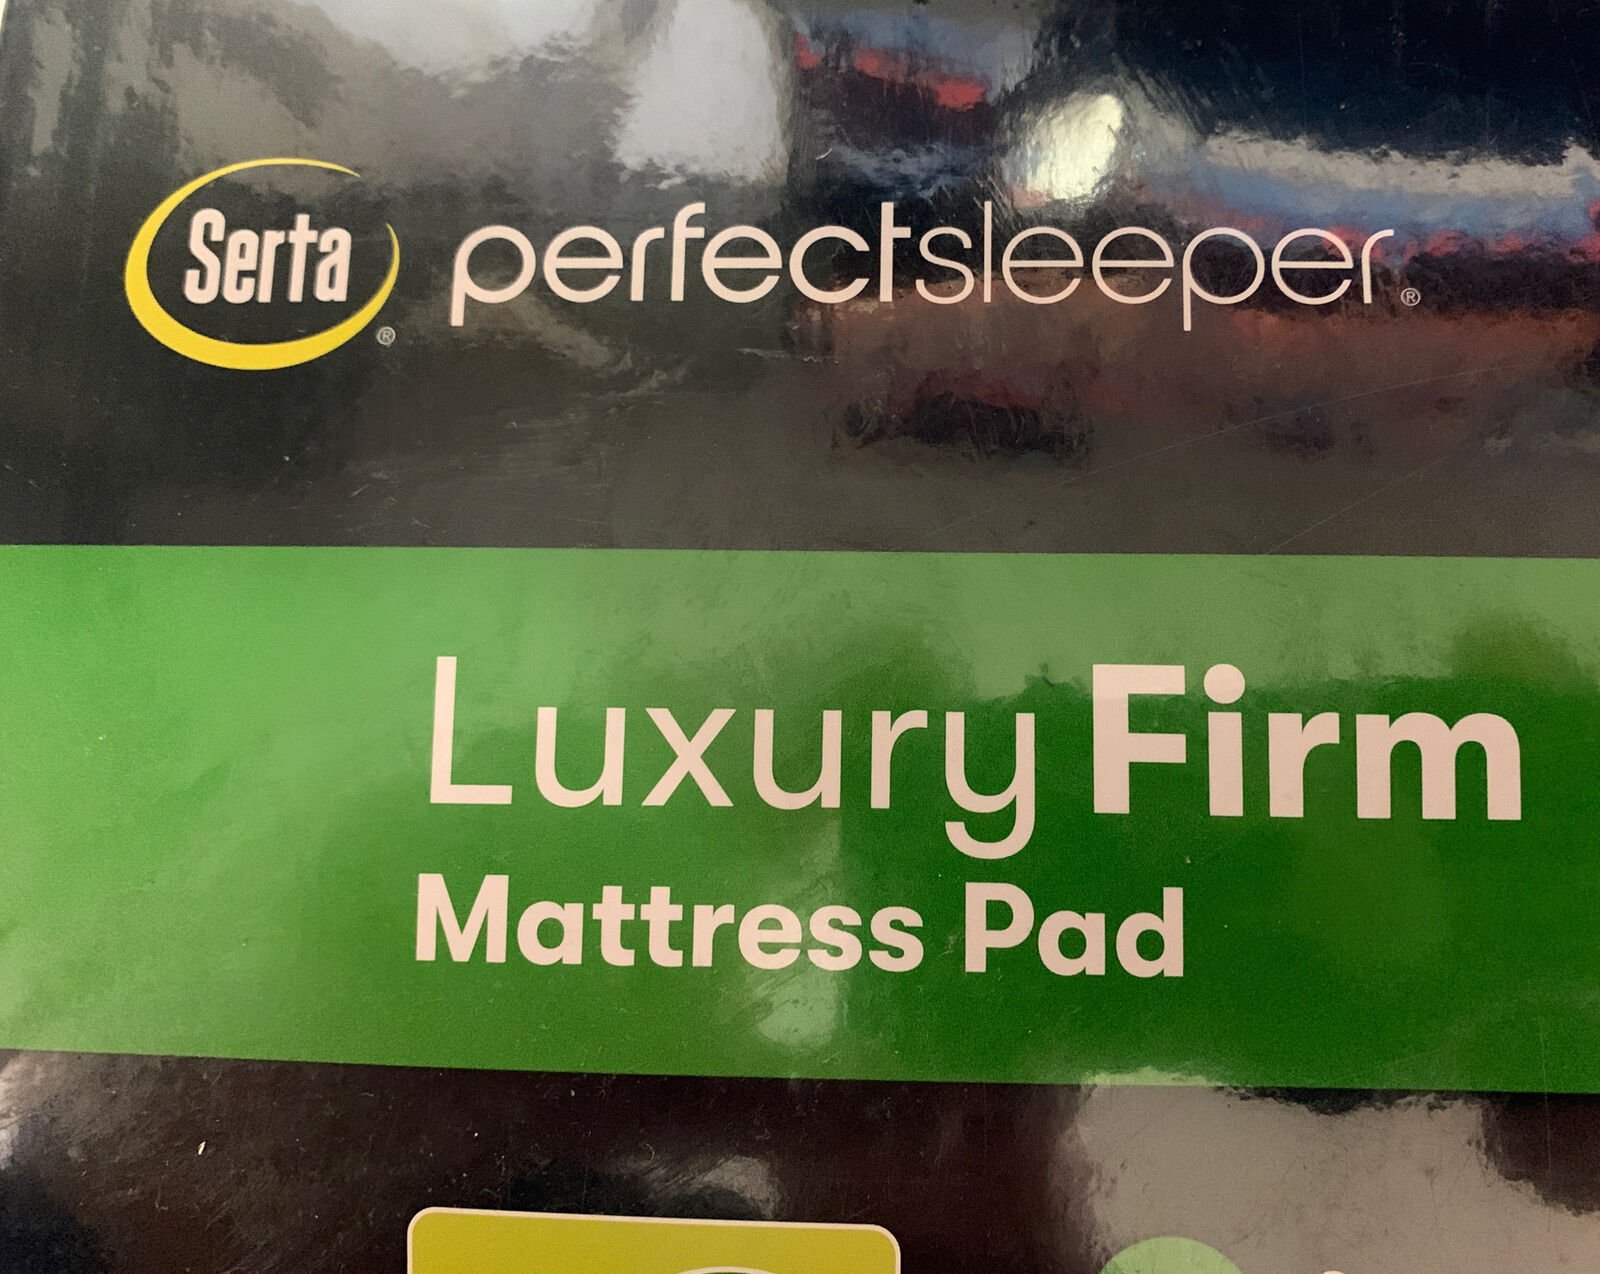 Serta® perfectsleeper®
Luxury Firm
Mattress Pad